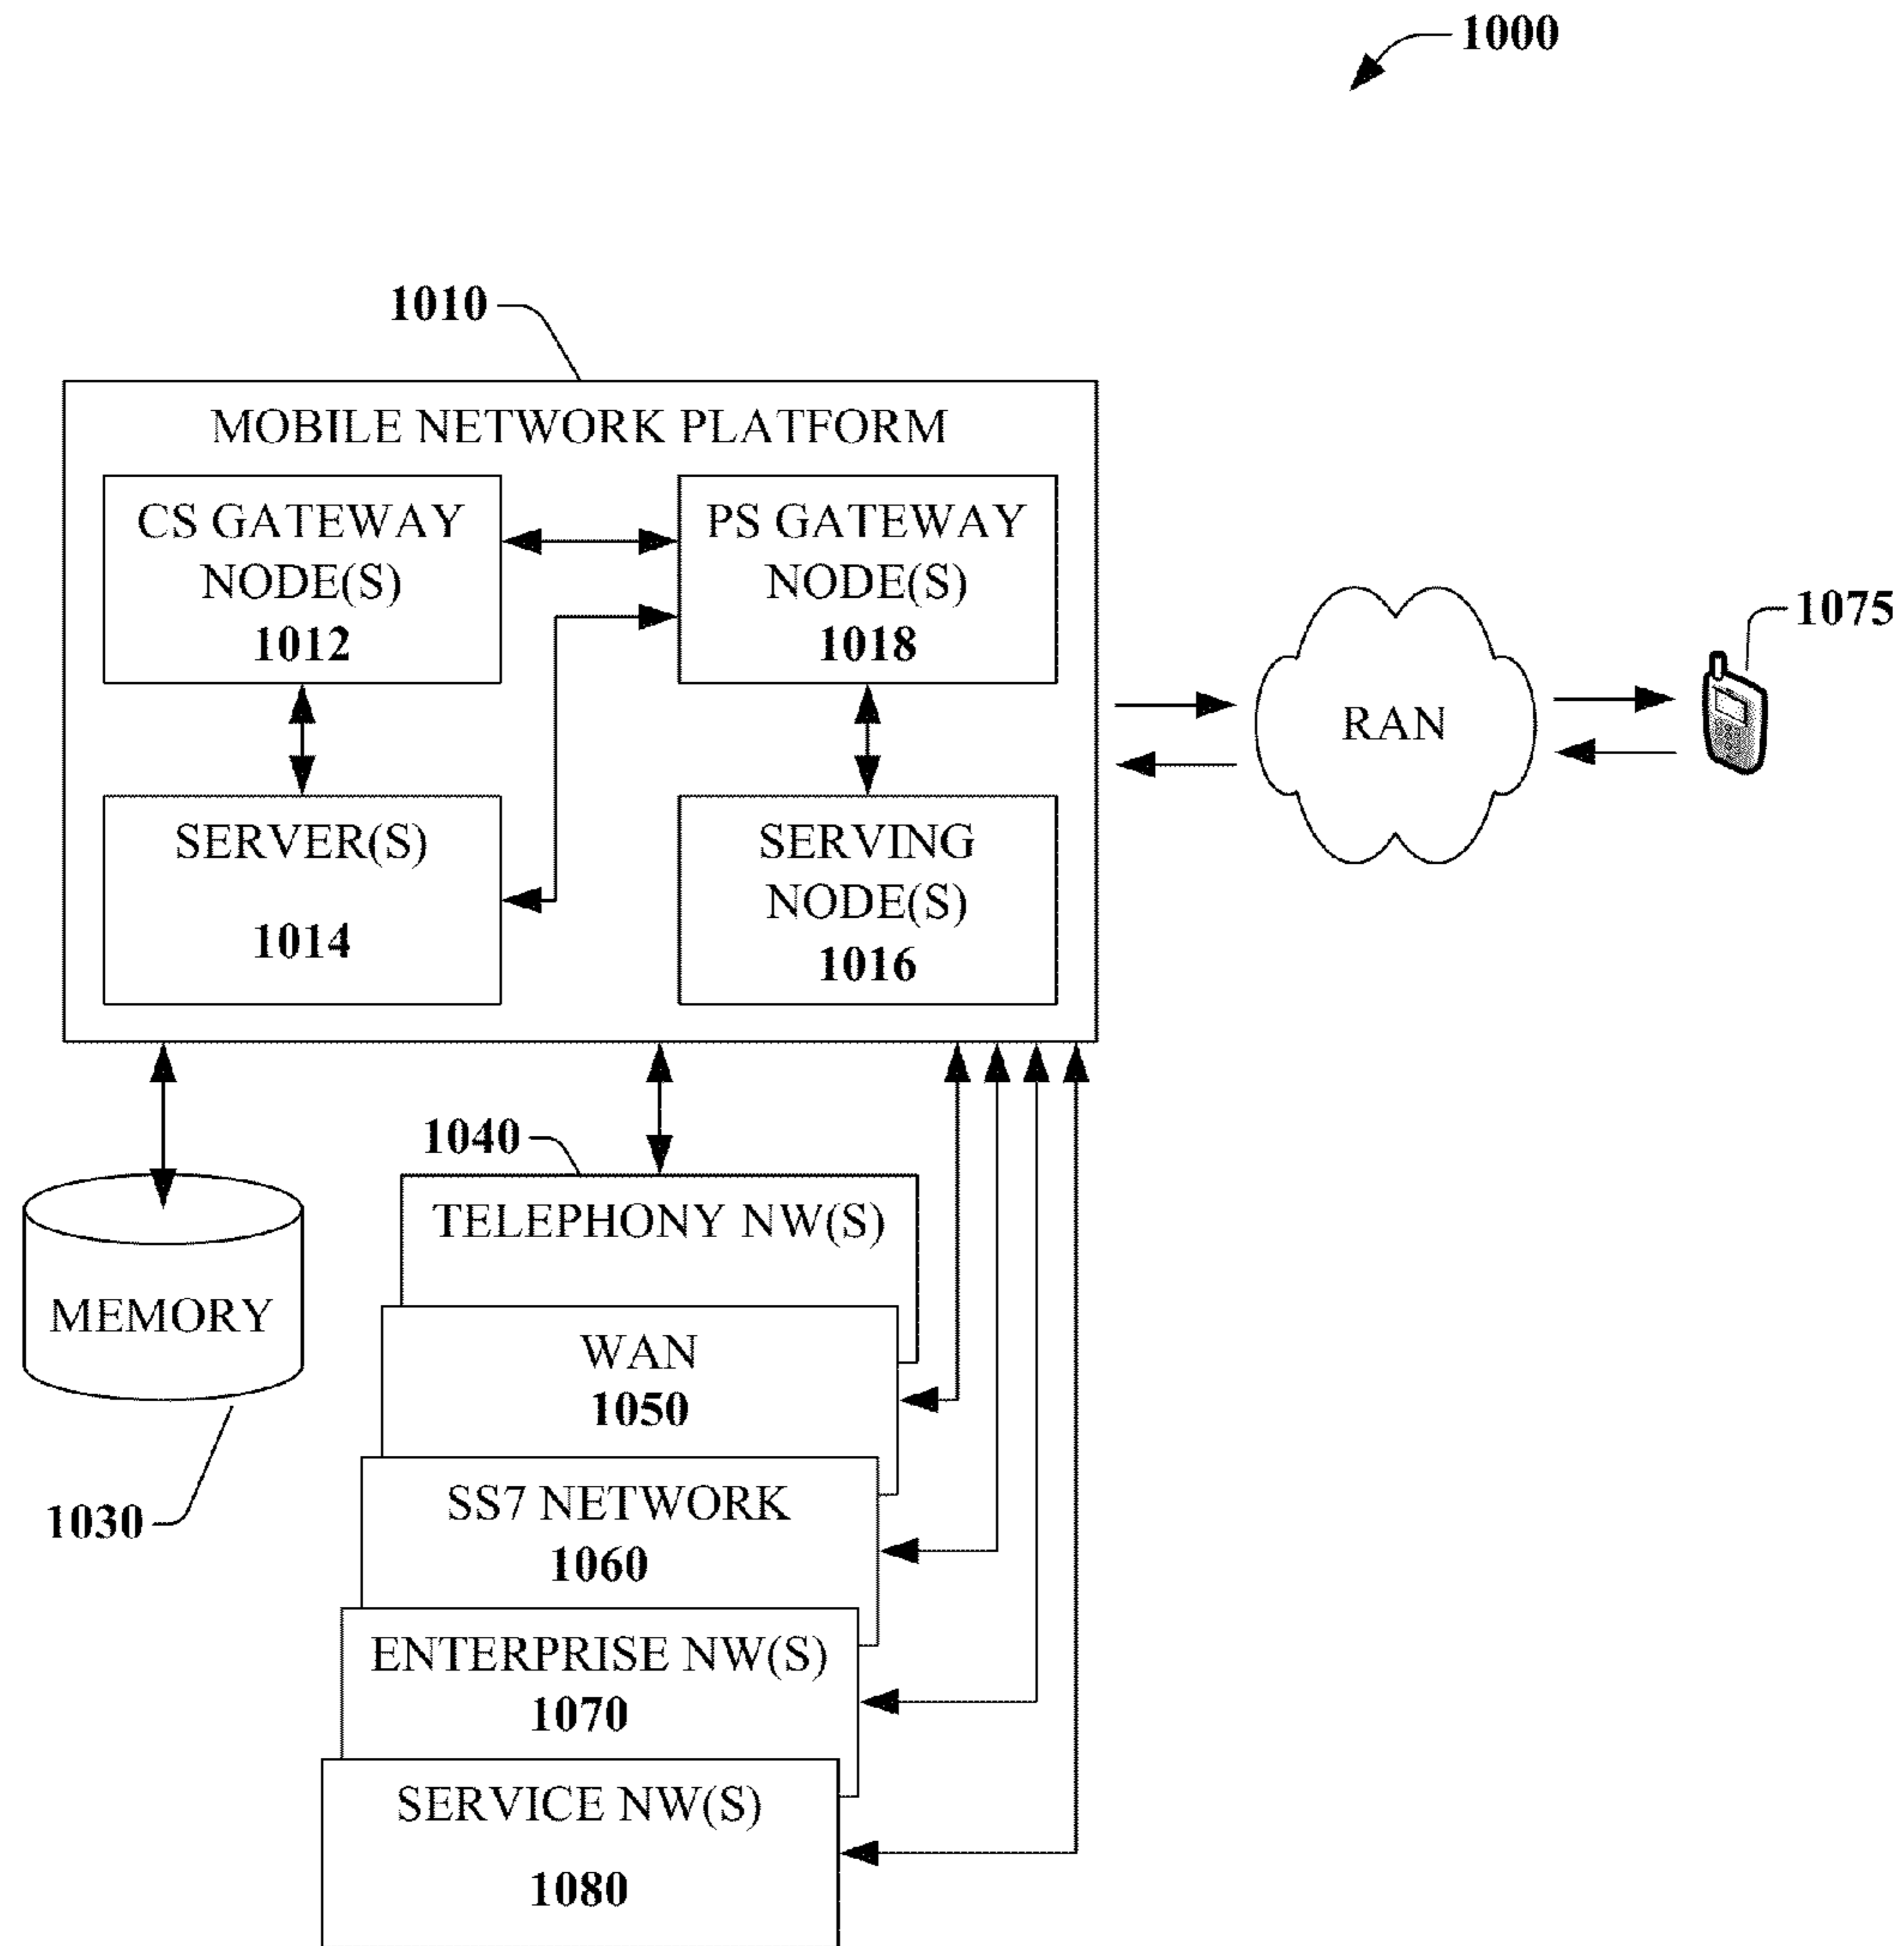 1000
1010
MOBILE NETWORK PLATFORM
CS GATEWAY
NODE(S)
1012
PS GATEWAY
NODE(S)
1018
SERVER(S)
1014
SERVING
NODE(S)
1016
RAN
1075
1040
TELEPHONY NW(S)
MEMORY
1030
WAN
1050
SS7 NETWORK
1060
ENTERPRISE NW(S)
1070
SERVICE NW(S)
1080